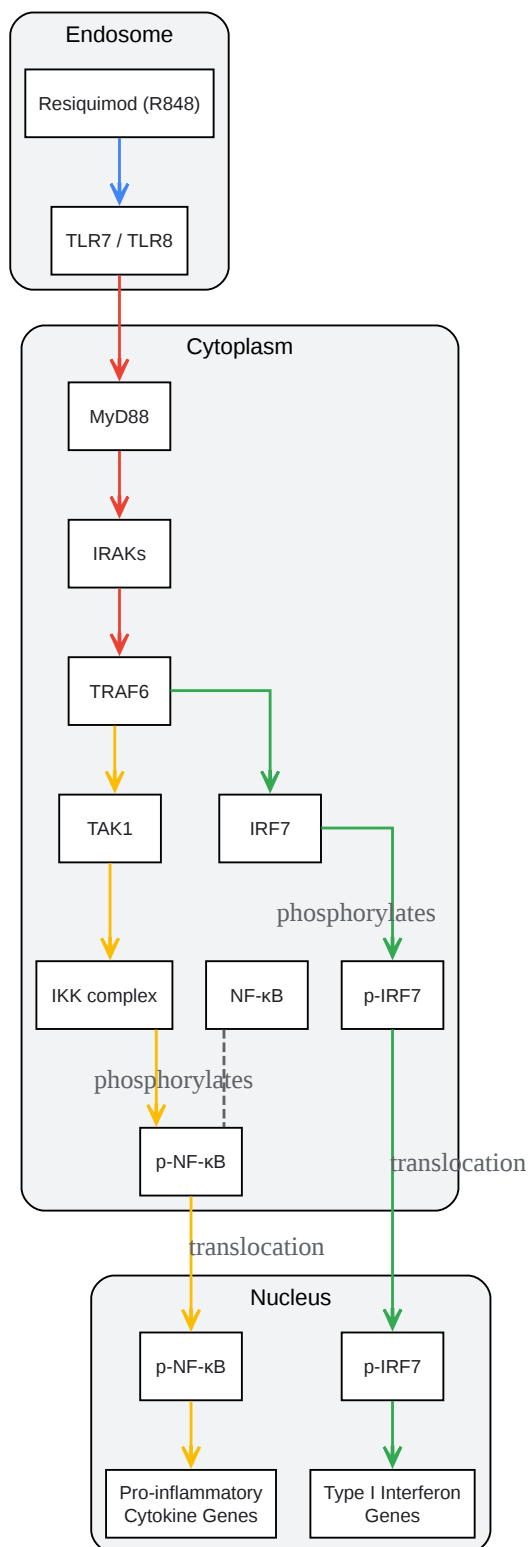 Endosome
Resiquimod (R848)
TLR7 / TLR8
Cytoplasm
MyD88
IRAKs
TRAF6
TAK1
IRF7
phosphorylates
IKK complex
NF-κB
p-IRF7
phosphorylates
p-NF-κB
translocation
translocation
Nucleus
p-NF-κB
p-IRF7
Pro-inflammatory
Cytokine Genes
Type I Interferon
Genes